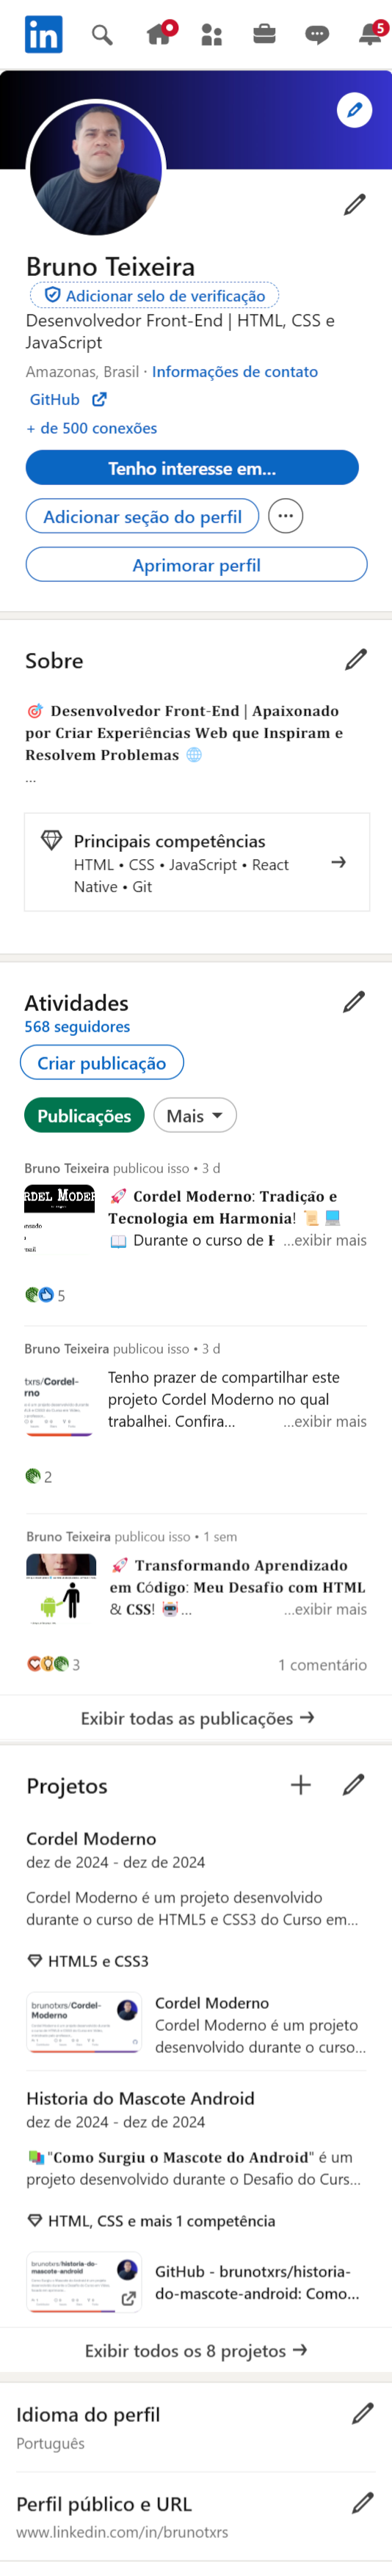 in
5
Bruno Teixeira
Adicionar selo de verificação
Desenvolvedor Front-End | HTML, CSS e
JavaScript
Amazonas, Brasil · Informações de contato
GitHub
+ de 500 conexões
Tenho interesse em...
Adicionar seção do perfil
Aprimorar perfil
Sobre
🎯 Desenvolvedor Front-End | Apaixonado
por Criar Experiências Web que Inspiram e
Resolvem Problemas 🌐
...
Principais competências
HTML • CSS • JavaScript • React
Native • Git
Atividades
568 seguidores
Criar publicação
Publicações
Mais
Bruno Teixeira publicou isso • 3 d
RDEL MODER
🚀 Cordel Moderno: Tradição e
Tecnologia em Harmonia! 📜 💻
📖 Durante o curso de H ...exibir mais
5
Bruno Teixeira publicou isso • 3 d
txrs/Cordel-
rno
Tenho prazer de compartilhar este
projeto Cordel Moderno no qual
trabalhei. Confira... ...exibir mais
2
Bruno Teixeira publicou isso • 1 sem
🚀 Transformando Aprendizado
em Código: Meu Desafio com HTML
& CSS! 🤖... ...exibir mais
3
1 comentário
Exibir todas as publicações →
Projetos
Cordel Moderno
dez de 2024 - dez de 2024
Cordel Moderno é um projeto desenvolvido
durante o curso de HTML5 e CSS3 do Curso em...
HTML5 e CSS3
brunotxrs/Cordel-
Moderno
Cordel Moderno
Cordel Moderno é um projeto
desenvolvido durante o curso...
Historia do Mascote Android
dez de 2024 - dez de 2024
📚 "Como Surgiu o Mascote do Android" é um
projeto desenvolvido durante o Desafio do Curs...
HTML, CSS e mais 1 competência
brunotxrs/historia-do-
mascote-android
GitHub - brunotxrs/historia-
do-mascote-android: Como...
Exibir todos os 8 projetos →
Idioma do perfil
Português
Perfil público e URL
www.linkedin.com/in/brunotxrs